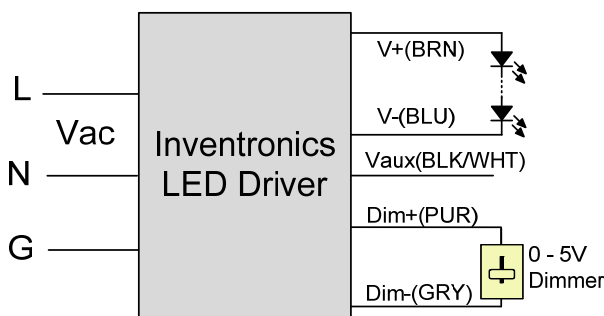 L
Vac
N
G
Inventronics
LED Driver
V+(BRN)
V-(BLU)
Vaux(BLK/WHT)
Dim+(PUR)
Dim-(GRY)
0 - 5V
Dimmer